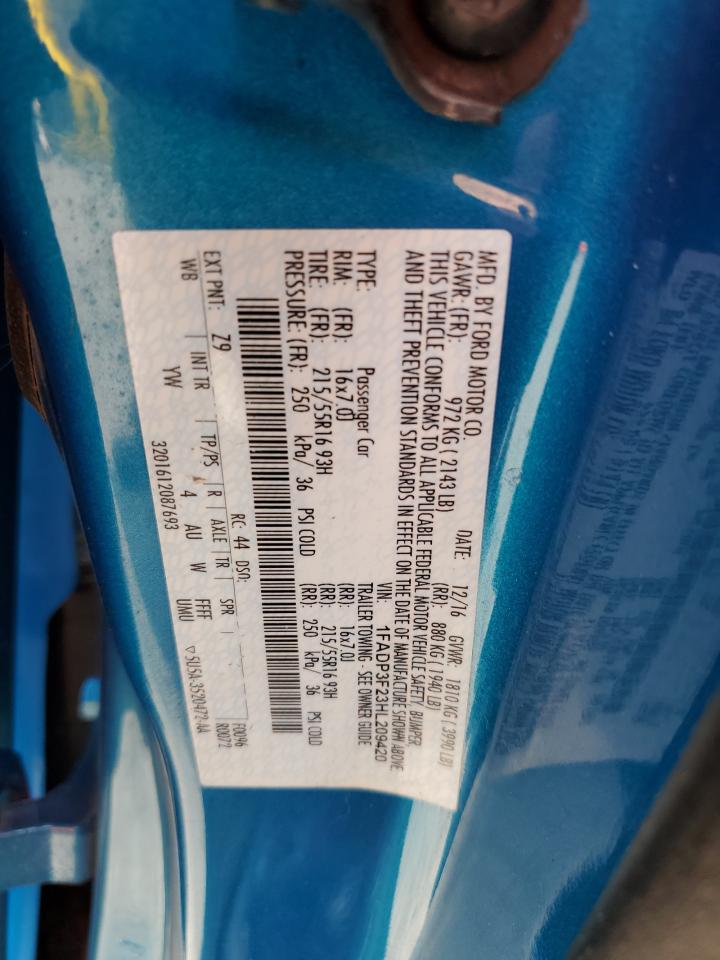 MFD. BY FORD MOTOR CO.
DATE: 12/16 GVWR: 1810 KG ( 3990 LB)
GAWR: (FR): 972 KG ( 2143 LB) (RR): 880 KG ( 1940 LB)
THIS VEHICLE CONFORMS TO ALL APPLICABLE FEDERAL MOTOR VEHICLE SAFETY, BUMPER,
AND THEFT PREVENTION STANDARDS IN EFFECT ON THE DATE OF MANUFACTURE SHOWN ABOVE.
VIN: 1FADP3F23HL209420
TYPE: Passenger Car TRAILER TOWING - SEE OWNER GUIDE
RIM: (FR): 16x7.0J (RR): 16x7.0J
TIRE: (FR): 215/55R16 93H (RR): 215/55R16 93H
PRESSURE: (FR): 250 kPa/ 36 PSI COLD (RR): 250 kPa/ 36 PSI COLD
RC: 44 DSO: F0096
EXT PNT: Z9 R0072
WB | INT TR | TP/PS | R | AXLE | TR | SPR |
YW 4 AU W FFFF
3201612087693 UMU ▽5U5A-3520472-AA